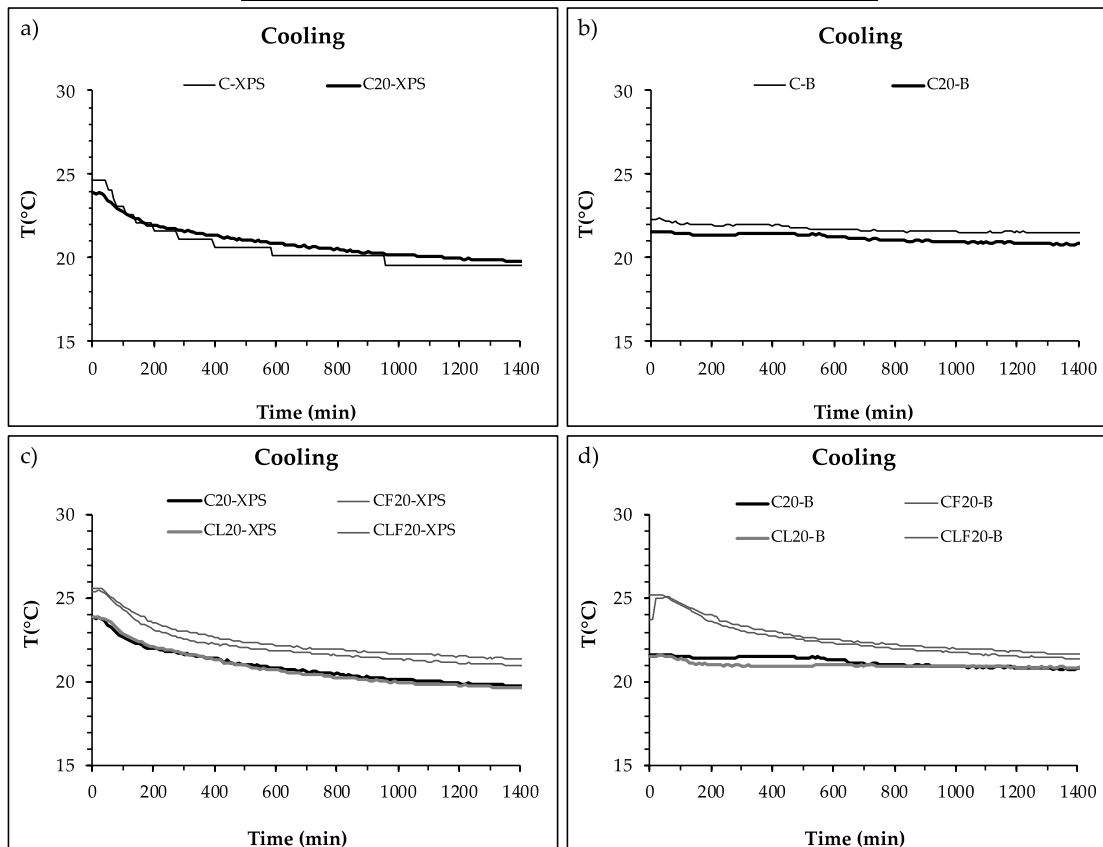 a)
Cooling
C-XPS C20-XPS
30
25
20
15
T(°C)
0 200 400 600 800 1000 1200 1400
Time (min)
b)
Cooling
C-B C20-B
30
25
20
15
T(°C)
0 200 400 600 800 1000 1200 1400
Time (min)
c)
Cooling
C20-XPS CF20-XPS
CL20-XPS CLF20-XPS
30
25
20
15
T(°C)
0 200 400 600 800 1000 1200 1400
Time (min)
d)
Cooling
C20-B CF20-B
CL20-B CLF20-B
30
25
20
15
T(°C)
0 200 400 600 800 1000 1200 1400
Time (min)